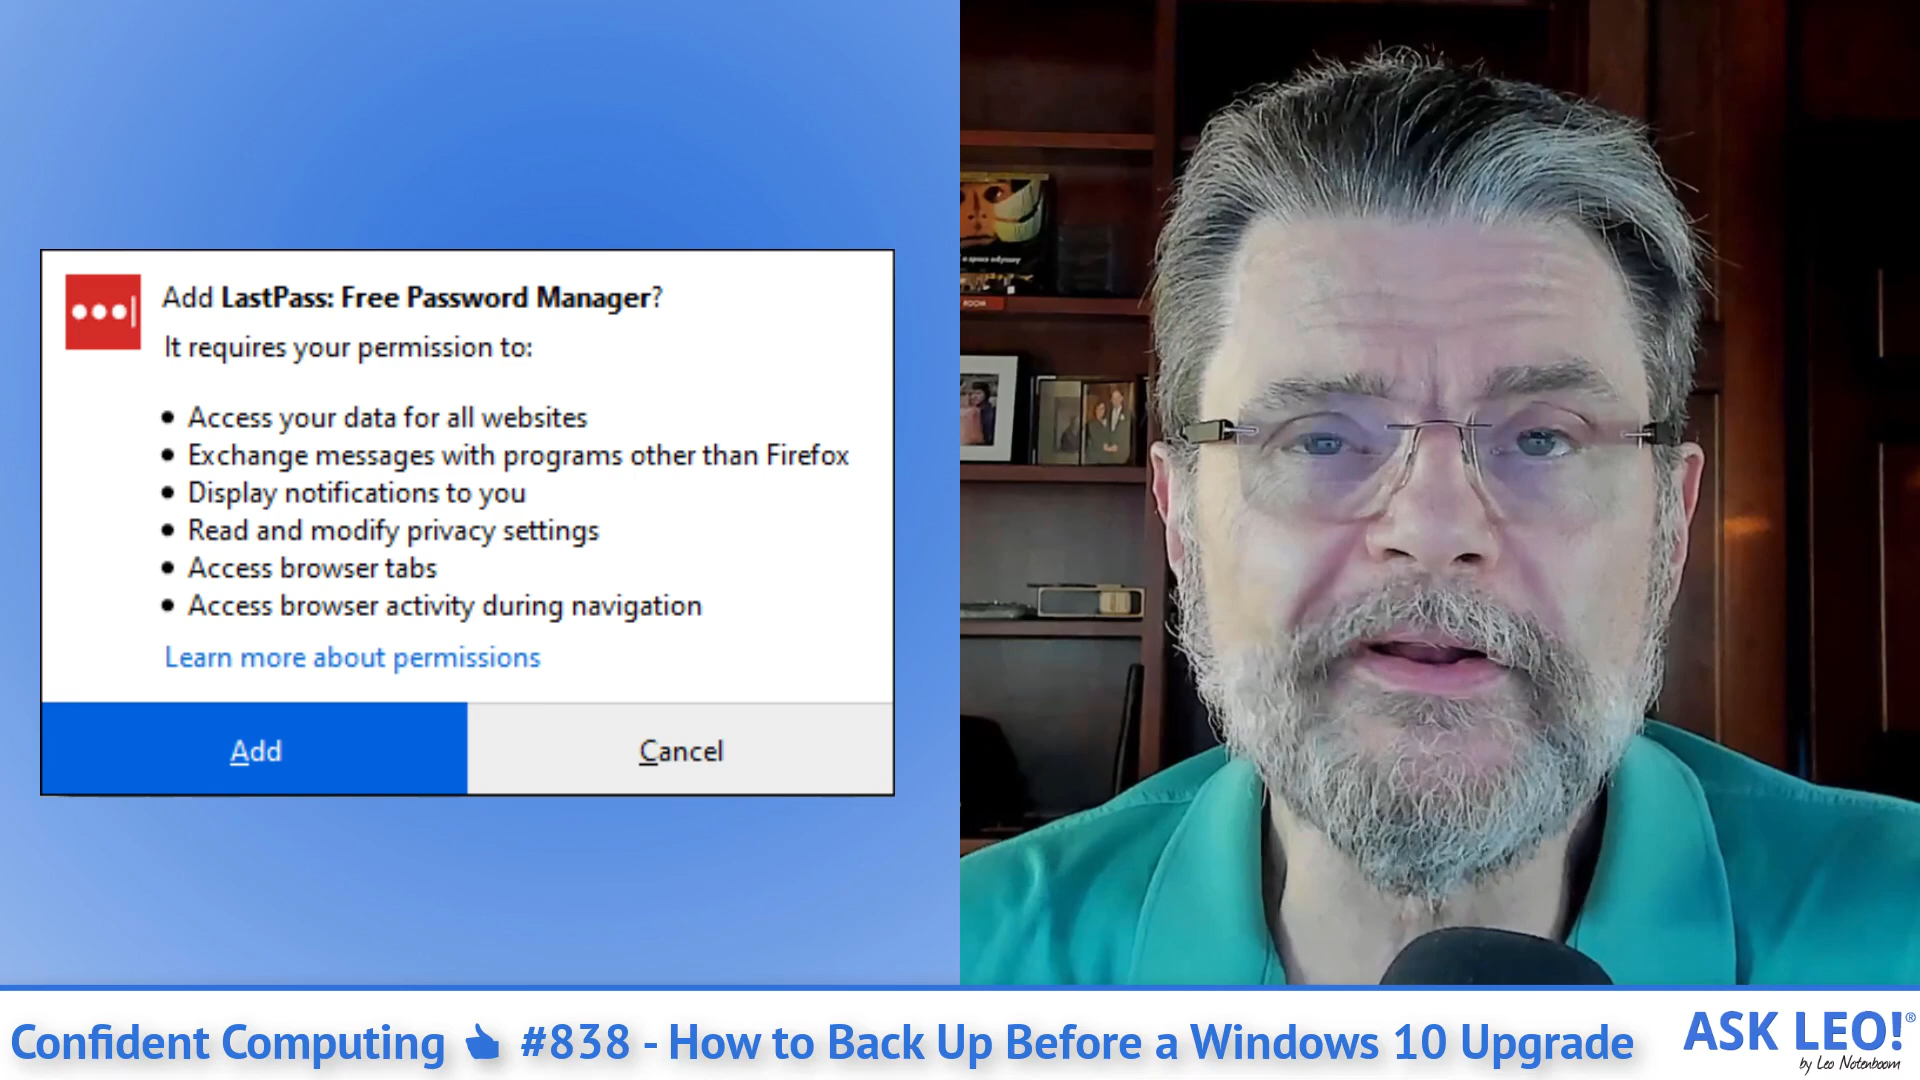 Add LastPass: Free Password Manager?
It requires your permission to:
Access your data for all websites
Exchange messages with programs other than Firefox
Display notifications to you
Read and modify privacy settings
Access browser tabs
Access browser activity during navigation
Learn more about permissions
Add
Cancel
a space odyssey
ROOM
Confident Computing #838 - How to Back Up Before a Windows 10 Upgrade
ASK LEO!®
by Leo Notenboom